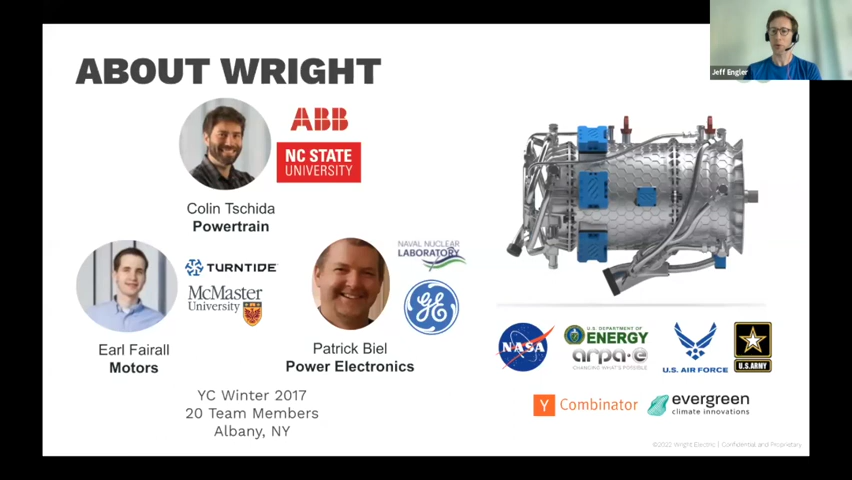 Jeff Engler
ABOUT WRIGHT
ABB
NC STATE
UNIVERSITY
Colin Tschida
Powertrain
TURNTIDE
McMaster
University
NAVAL NUCLEAR
LABORATORY
GE
Earl Fairall
Motors
Patrick Biel
Power Electronics
YC Winter 2017
20 Team Members
Albany, NY
NASA
U.S. DEPARTMENT OF
ENERGY
arpa·e
CHANGING WHAT'S POSSIBLE
U.S. AIR FORCE
U.S.ARMY
Y Combinator
evergreen
climate innovations
©2022 Wright Electric | Confidential and Proprietary